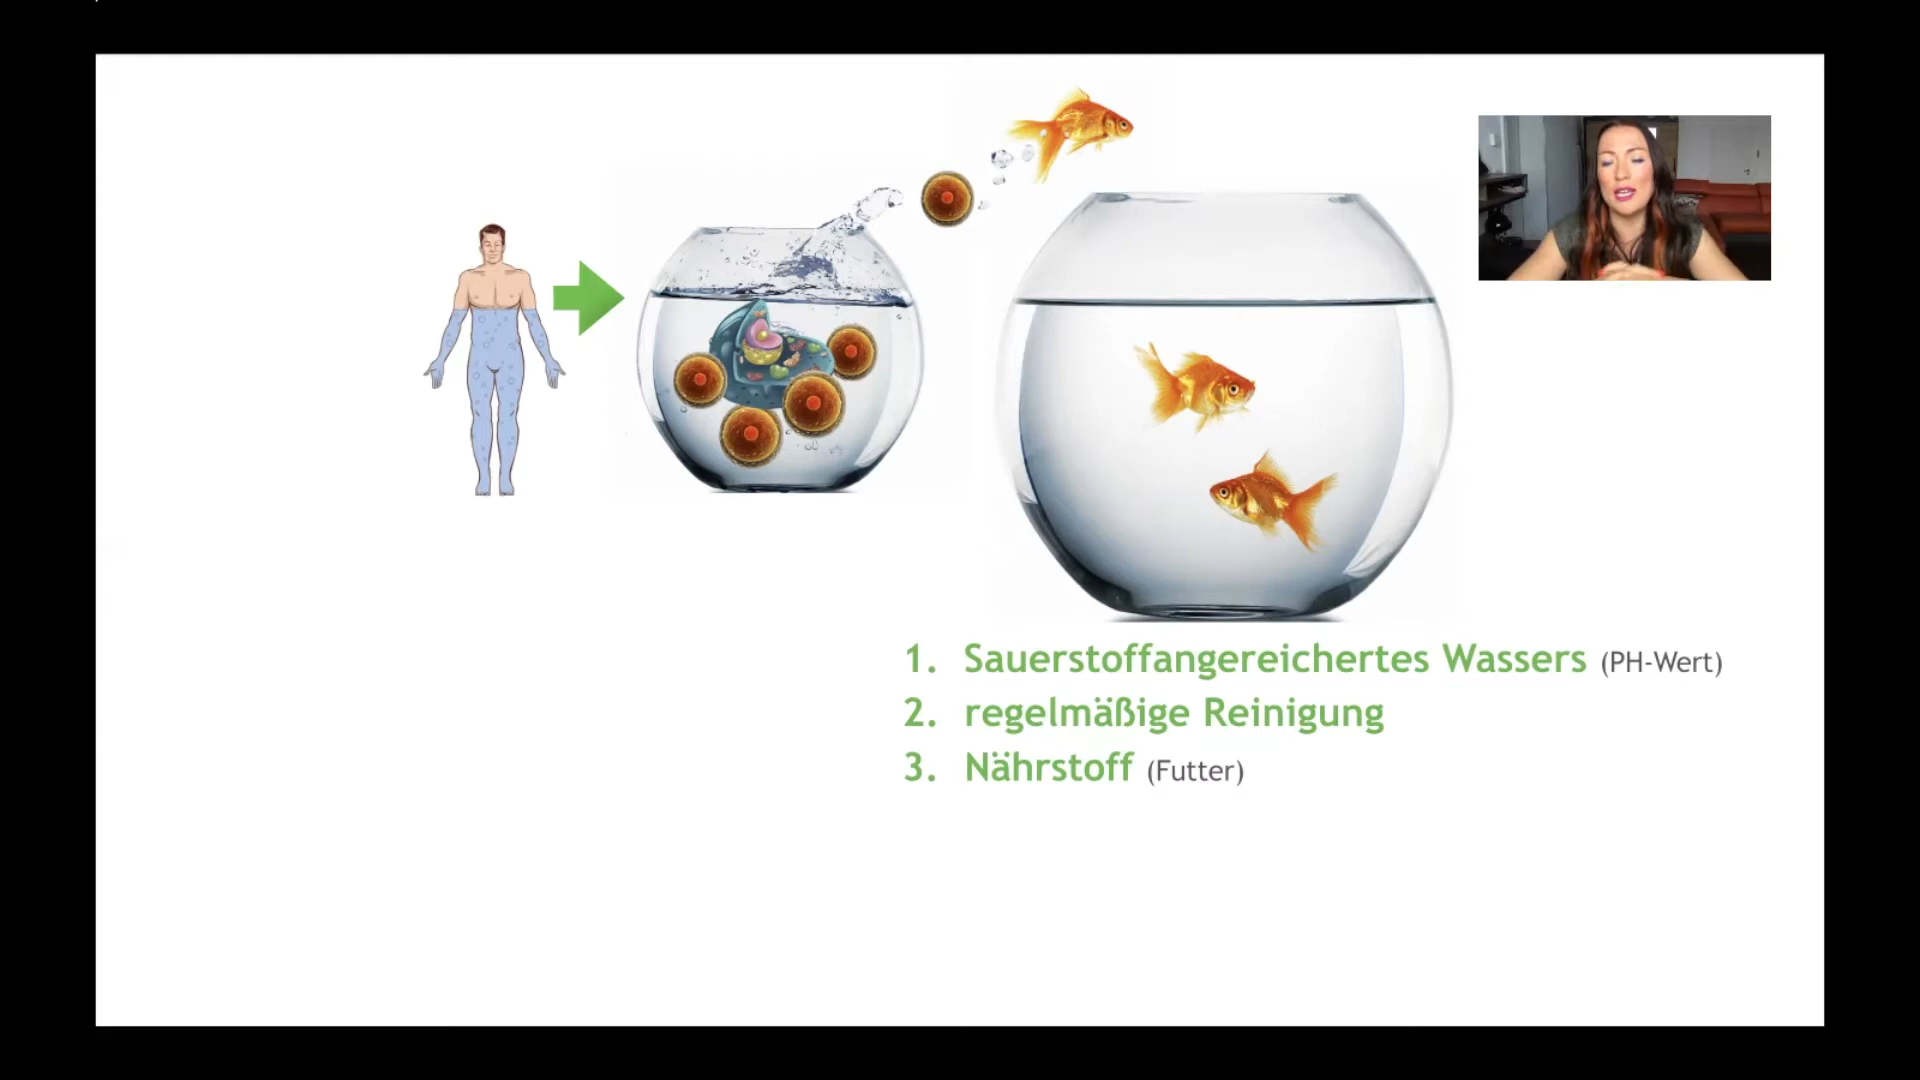 1. Sauerstoffangereichertes Wassers (PH-Wert)
2. regelmäßige Reinigung
3. Nährstoff (Futter)